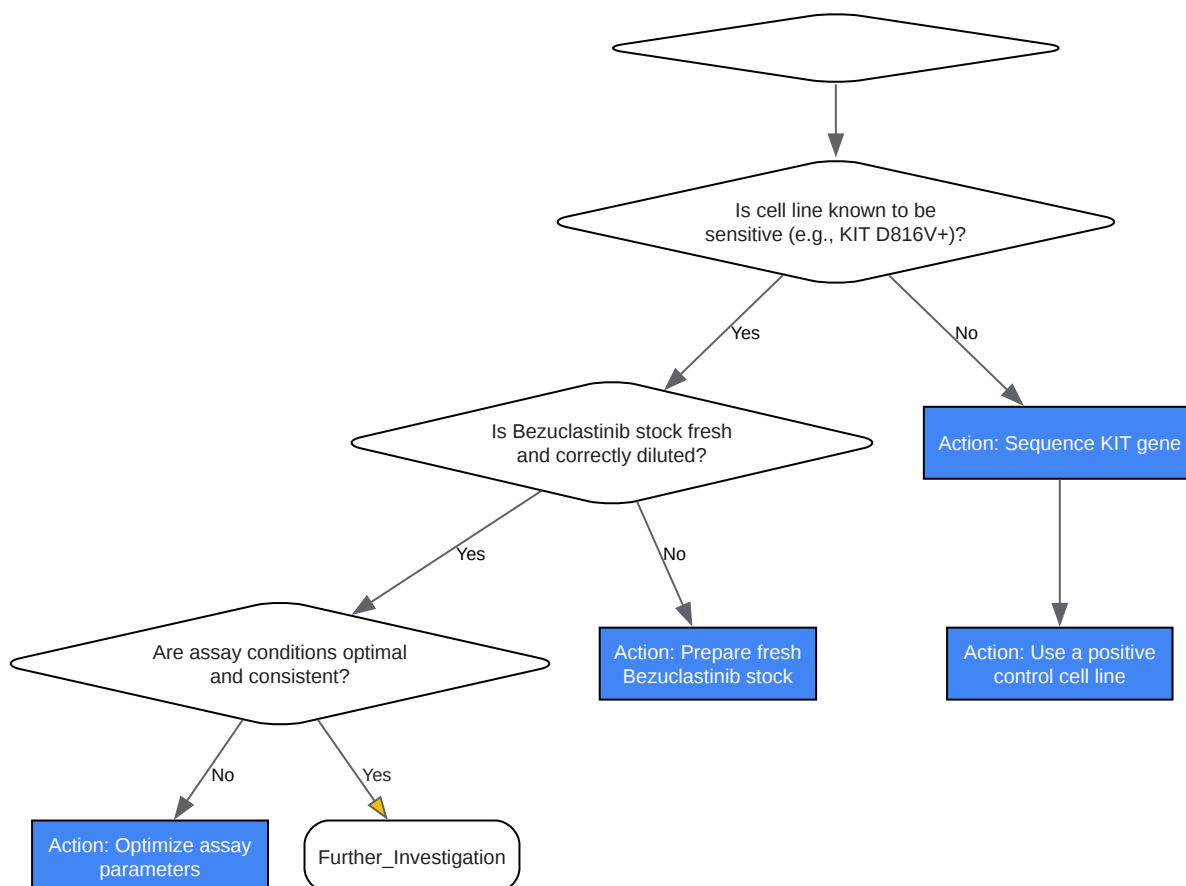 Is cell line known to be
sensitive (e.g., KIT D816V+)?
Yes
No
Is Bezuclastinib stock fresh
and correctly diluted?
Action: Sequence KIT gene
Yes
No
Are assay conditions optimal
and consistent?
Action: Prepare fresh
Bezuclastinib stock
Action: Use a positive
control cell line
No
Yes
Action: Optimize assay
parameters
Further_Investigation